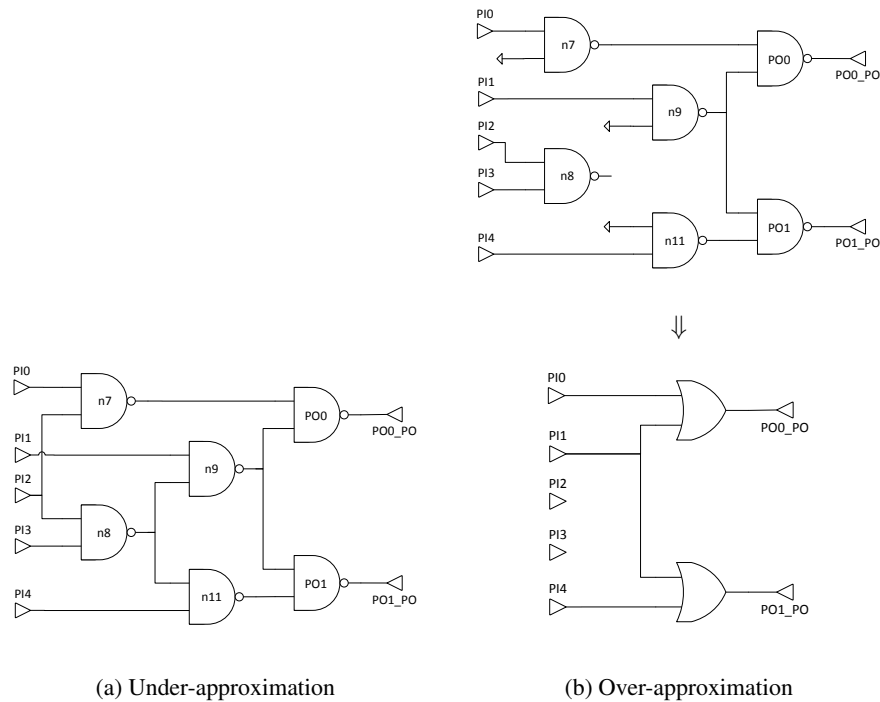 PI0
n7
PO0
PO0_PO
PI1
n9
PI2
PI3
n8
PO1
PI4
n11
PO1_PO
⇓
PI0
n7
PO0
PO0_PO
PI1
n9
PI2
PI3
n8
PO1
PI4
n11
PO1_PO
PI0
PO0_PO
PI1
PI2
PI3
PI4
PO1_PO
(a) Under-approximation
(b) Over-approximation